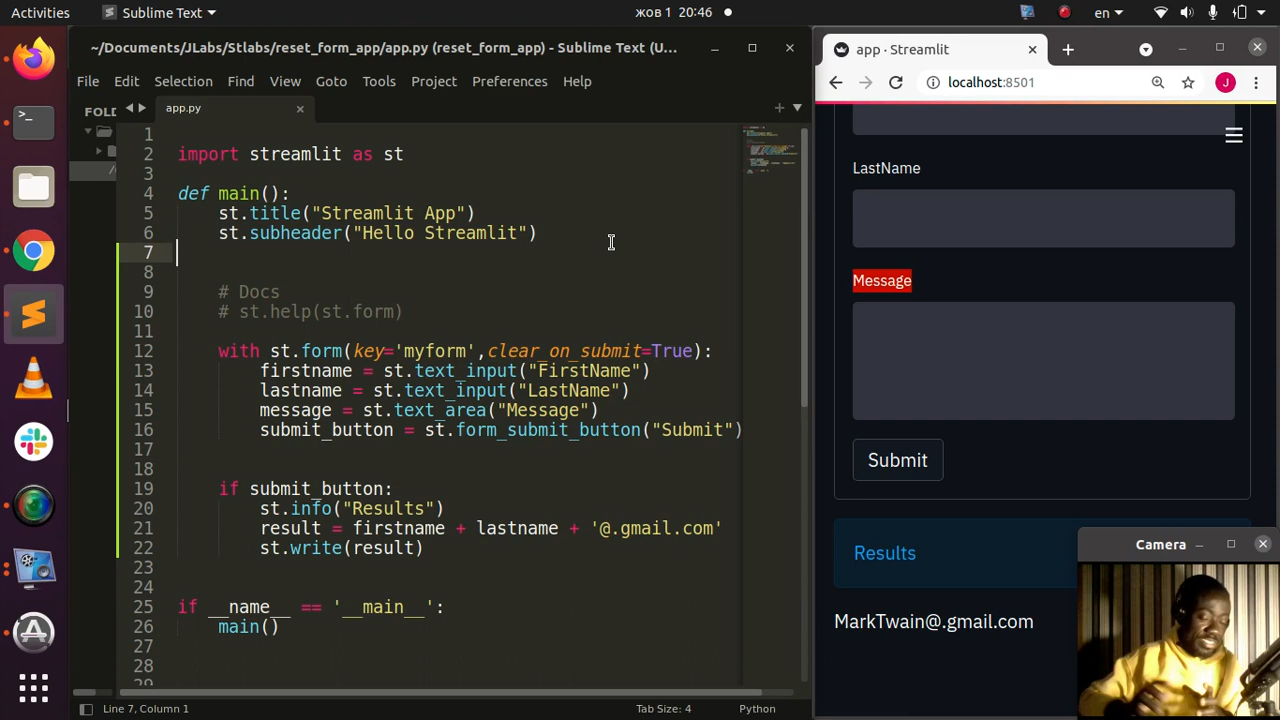 Activities
Sublime Text
жов 1 20:46
en
~/Documents/JLabs/Stlabs/reset_form_app/app.py (reset_form_app) - Sublime Text (U...
File Edit Selection Find View Goto Tools Project Preferences Help
FOLD
app.py
1
2 import streamlit as st
3
4 def main():
5 st.title("Streamlit App")
6 st.subheader("Hello Streamlit")
7
8
9 # Docs
10 # st.help(st.form)
11
12 with st.form(key='myform',clear_on_submit=True):
13 firstname = st.text_input("FirstName")
14 lastname = st.text_input("LastName")
15 message = st.text_area("Message")
16 submit_button = st.form_submit_button("Submit")
17
18
19 if submit_button:
20 st.info("Results")
21 result = firstname + lastname + '@.gmail.com'
22 st.write(result)
23
24
25 if __name__ == '__main__':
26 main()
27
28
29
Line 7, Column 1
Tab Size: 4
Python
app · Streamlit
localhost:8501
J
LastName
Message
Submit
Results
MarkTwain@.gmail.com
Camera